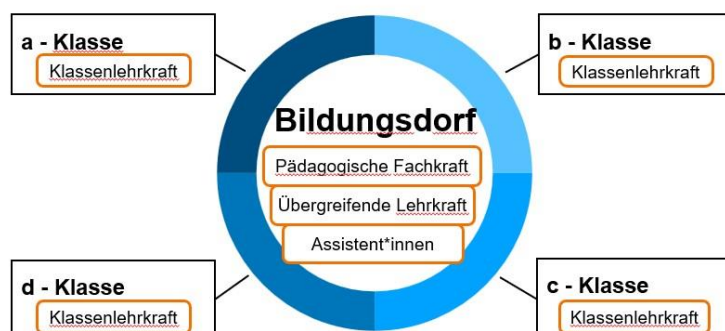 a - Klasse
Klassenlehrkraft
b - Klasse
Klassenlehrkraft
Bildungsdorf
Pädagogische Fachkraft
Übergreifende Lehrkraft
Assistent*innen
d - Klasse
Klassenlehrkraft
c - Klasse
Klassenlehrkraft